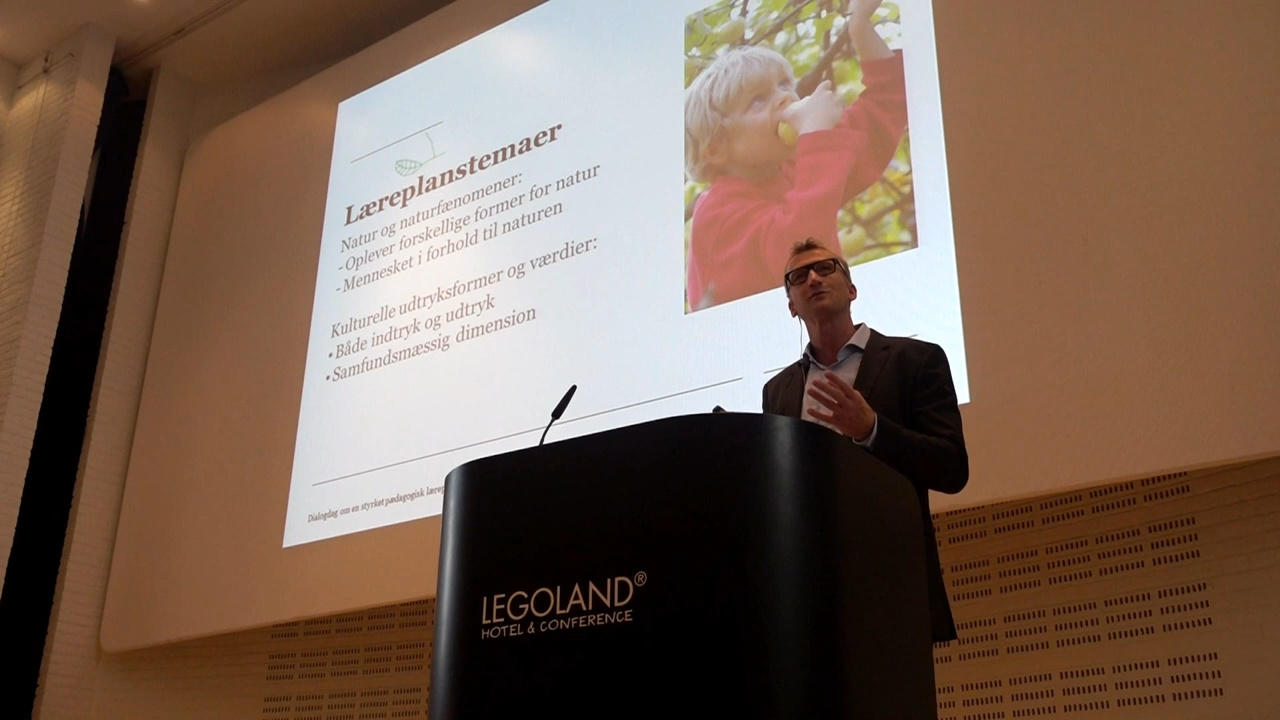 Læreplanstemaer
Natur og naturfænomener:
- Oplever forskellige former for natur
- Mennesket i forhold til naturen
Kulturelle udtryksformer og værdier:
• Både indtryk og udtryk
• Samfundsmæssig dimension
Dialogdag om en styrket pædagogisk
LEGOLAND®
HOTEL & CONFERENCE